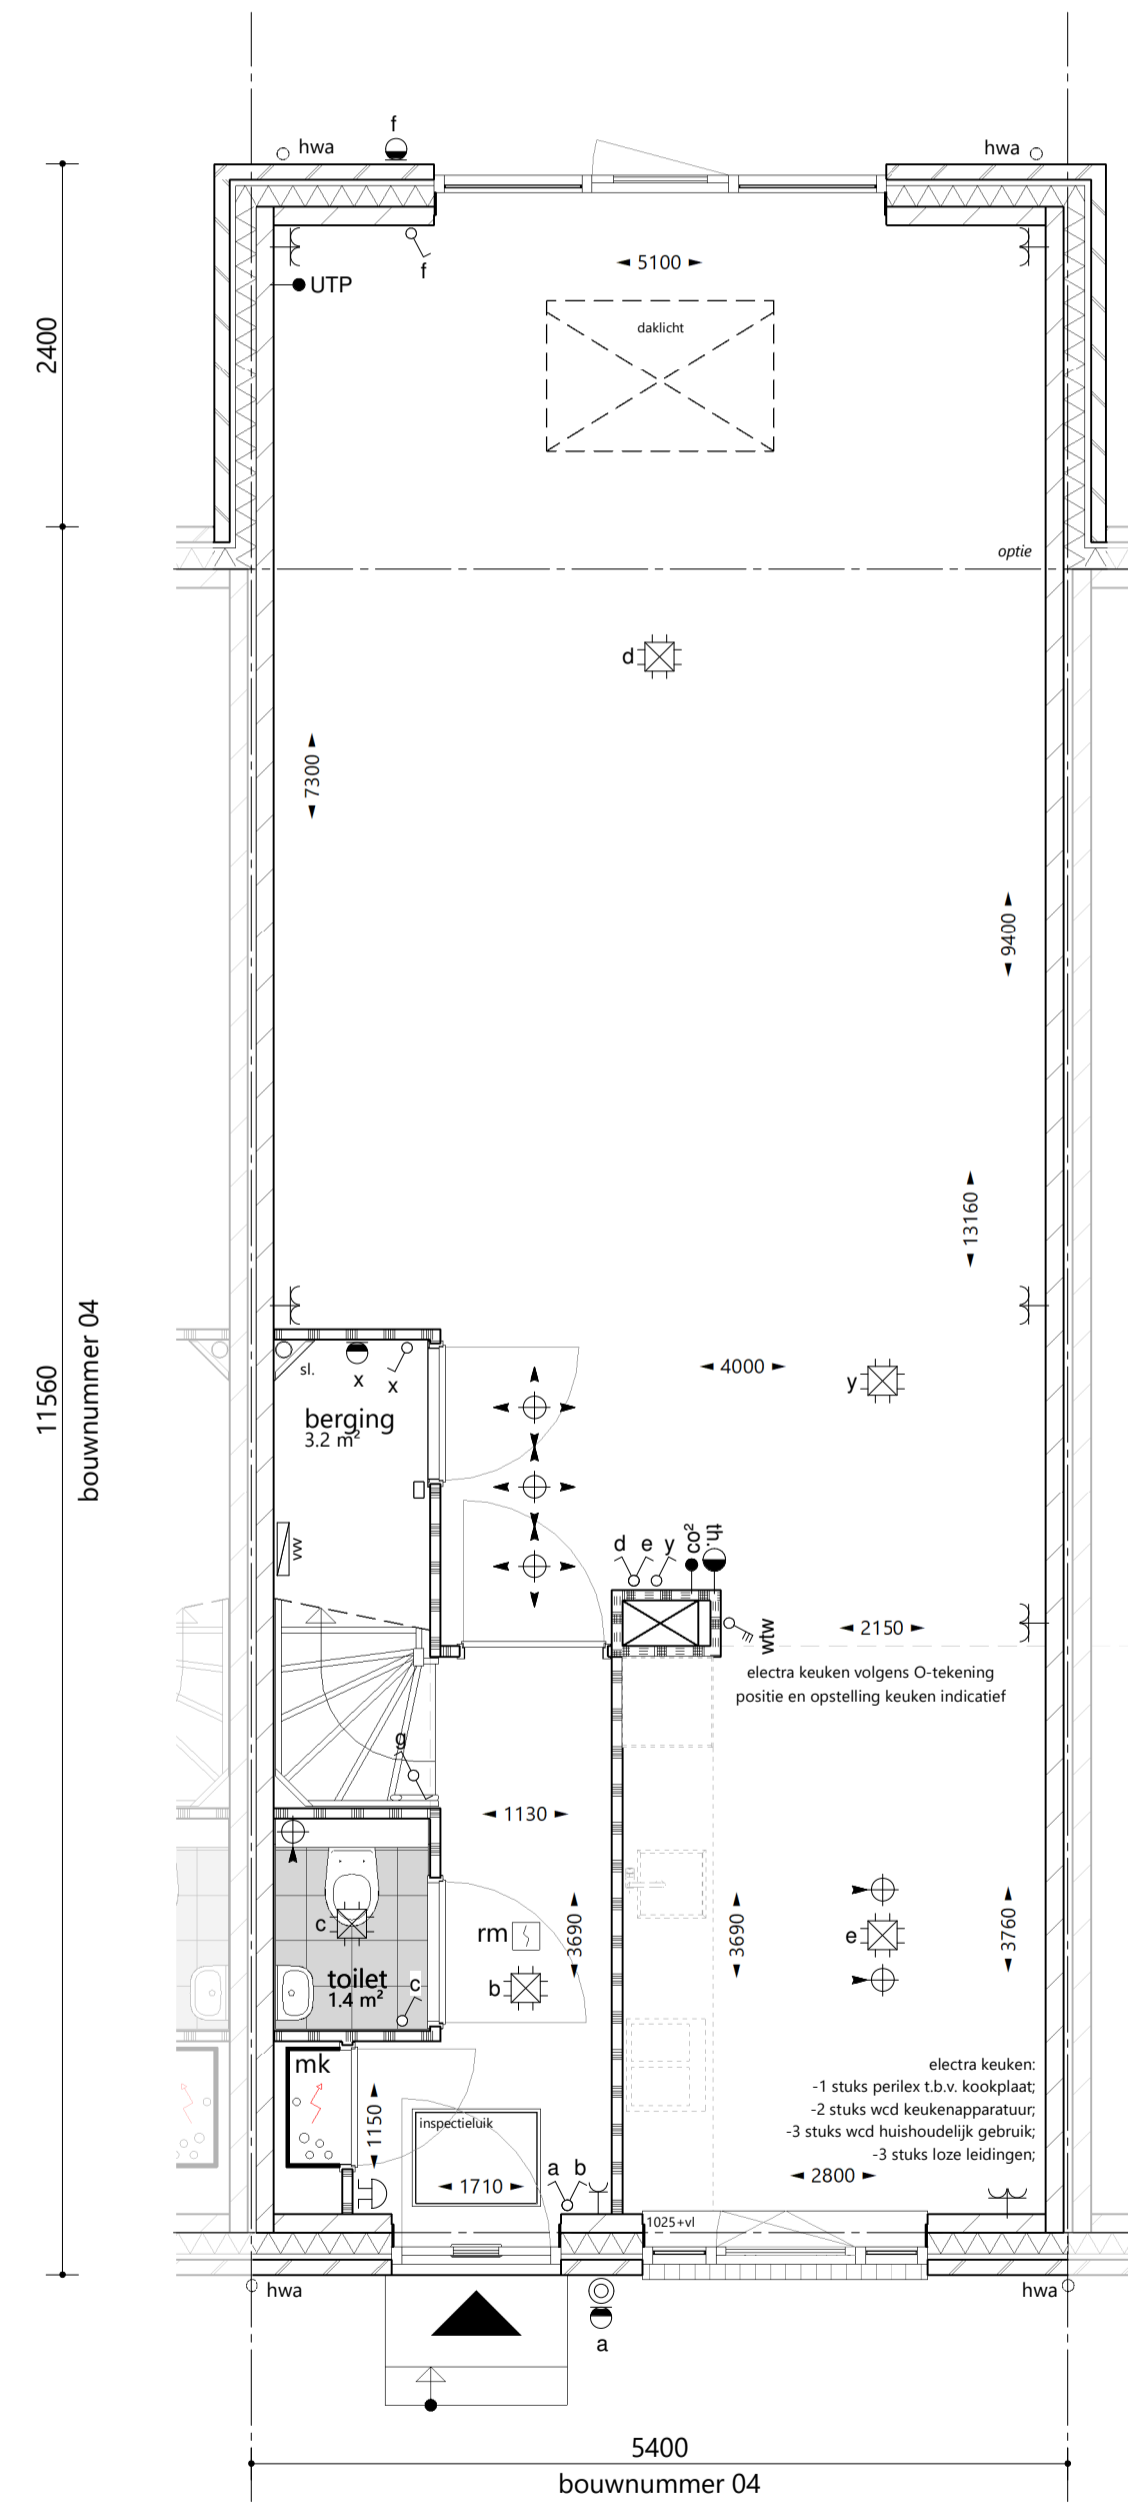 f
hwa
hwa
f
5100
UTP
daklicht
2400
optie
d
7300
9400
13160
11560
bouwnummer 04
sl.
x
x
4000
y
berging
3.2 m²
vv
d e y
co²
th.
wtw
2150
electra keuken volgens O-tekening
positie en opstelling keuken indicatief
g
1130
c
rm
3690
3690
3760
e
b
toilet
1.4 m²
c
mk
electra keuken:
-1 stuks perilex t.b.v. kookplaat;
-2 stuks wcd keukenapparatuur;
-3 stuks wcd huishoudelijk gebruik;
-3 stuks loze leidingen;
1150
inspectieluik
1710
a b
2800
1025+vl
hwa
hwa
a
5400
bouwnummer 04